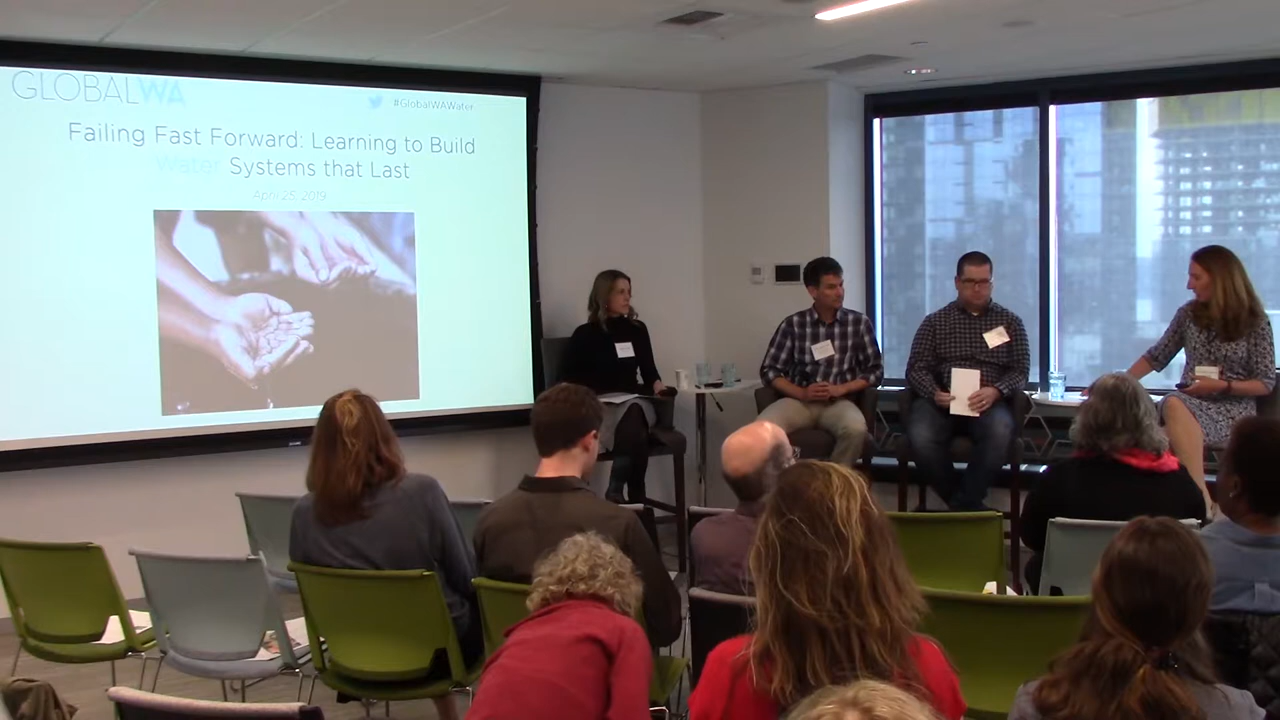 GLOBALWA
#GlobalWAWater
Failing Fast Forward: Learning to Build
Water Systems that Last
April 25, 2019